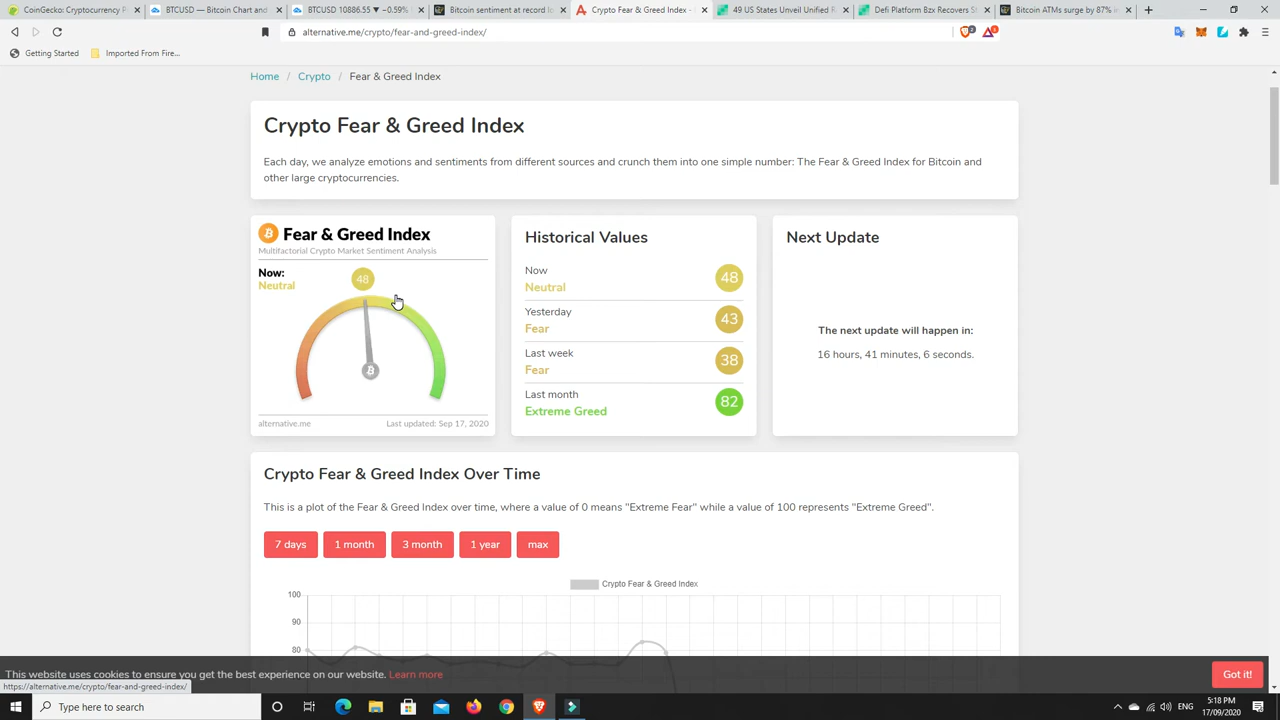 CoinGecko: Cryptocurrency P
BTCUSD — Bitcoin Chart and
BTCUSD 10886.55 ▼ −0.59%
Bitcoin sentiment at record lo
Crypto Fear & Greed Index -
49 US States Unveil Unified R
Defi Platform Bzx Recovers St
Bitcoin ATMs surge by 87% in
alternative.me/crypto/fear-and-greed-index/
Getting Started
Imported From Fire...
Home / Crypto / Fear & Greed Index
Crypto Fear & Greed Index
Each day, we analyze emotions and sentiments from different sources and crunch them into one simple number: The Fear & Greed Index for Bitcoin and
other large cryptocurrencies.
Fear & Greed Index
Multifactorial Crypto Market Sentiment Analysis
Now:
Neutral
48
alternative.me
Last updated: Sep 17, 2020
Historical Values
Now
Neutral
48
Yesterday
Fear
43
Last week
Fear
38
Last month
Extreme Greed
82
Next Update
The next update will happen in:
16 hours, 41 minutes, 6 seconds.
Crypto Fear & Greed Index Over Time
This is a plot of the Fear & Greed Index over time, where a value of 0 means "Extreme Fear" while a value of 100 represents "Extreme Greed".
7 days
1 month
3 month
1 year
max
Crypto Fear & Greed Index
100
90
80
This website uses cookies to ensure you get the best experience on our website. Learn more
Got it!
https://alternative.me/crypto/fear-and-greed-index/
Type here to search
ENG
5:18 PM
17/09/2020